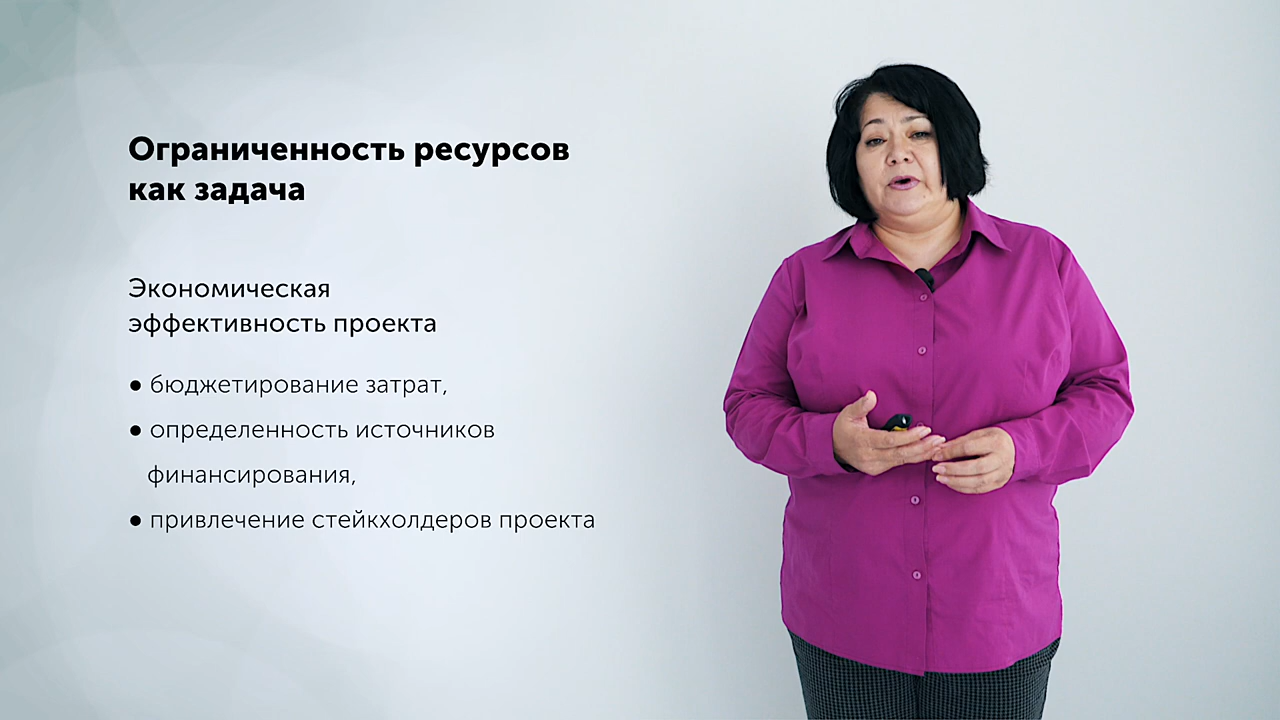 Ограниченность ресурсов
как задача
Экономическая
эффективность проекта
● бюджетирование затрат,
● определенность источников
финансирования,
● привлечение стейкхолдеров проекта